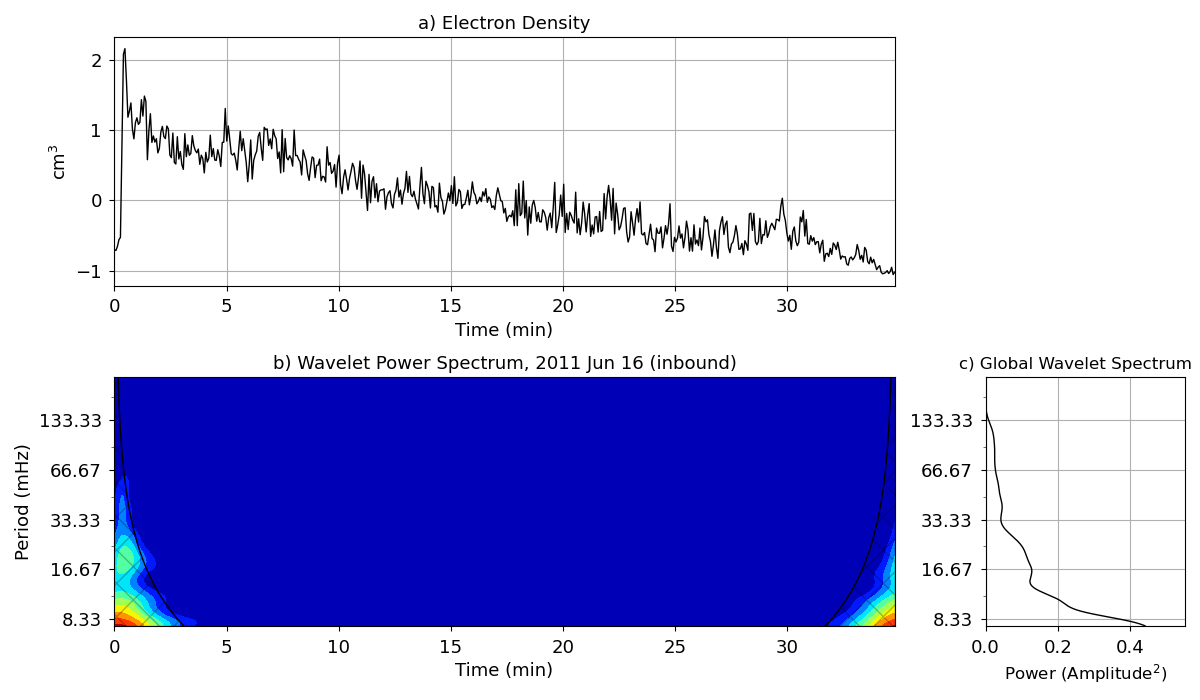 a) Electron Density
cm³
2
1
0
−1
0 5 10 15 20 25 30
Time (min)
b) Wavelet Power Spectrum, 2011 Jun 16 (inbound)
Period (mHz)
133.33
66.67
33.33
16.67
8.33
0 5 10 15 20 25 30
Time (min)
c) Global Wavelet Spectrum
133.33
66.67
33.33
16.67
8.33
0.0 0.2 0.4
Power (Amplitude²)